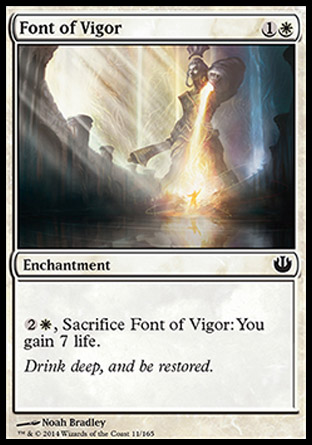 Font of Vigor 1
Enchantment
2 , Sacrifice Font of Vigor: You
gain 7 life.
Drink deep, and be restored.
Noah Bradley
™ & © 2014 Wizards of the Coast 11/165